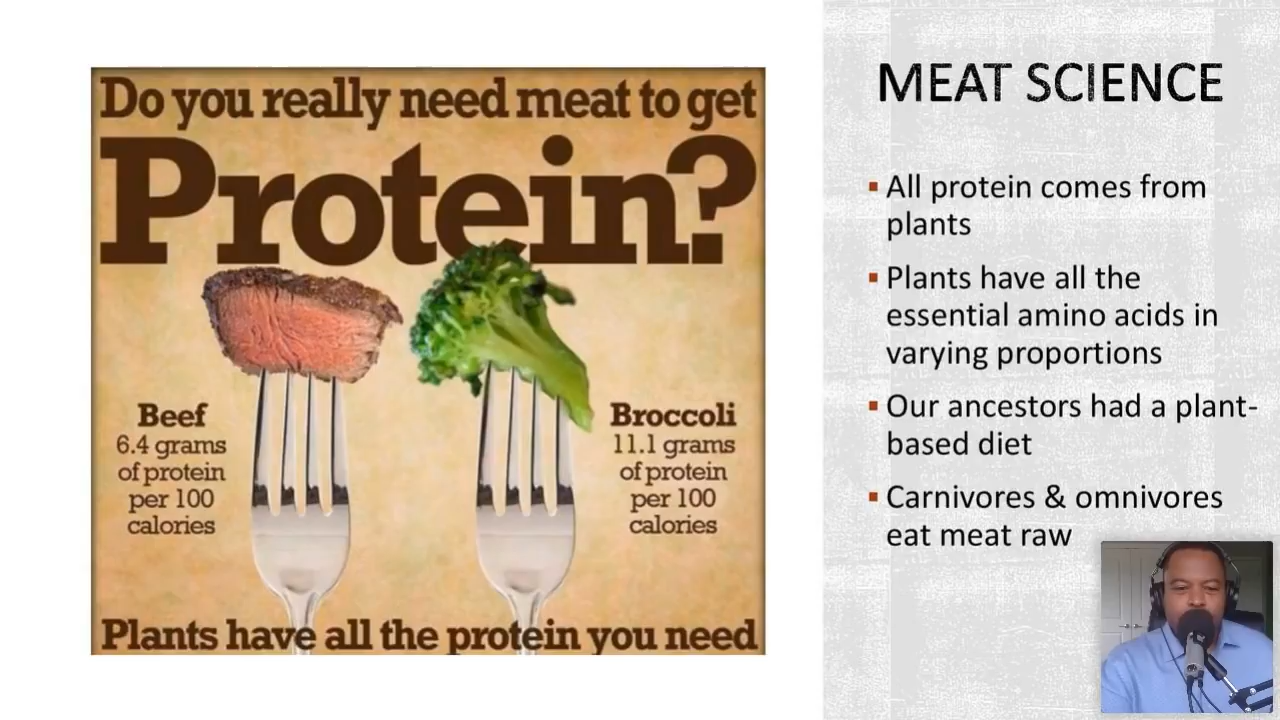 Do you really need meat to get
Protein?
Beef
6.4 grams
of protein
per 100
calories
Broccoli
11.1 grams
of protein
per 100
calories
Plants have all the protein you need
MEAT SCIENCE
▪ All protein comes from
plants
▪ Plants have all the
essential amino acids in
varying proportions
▪ Our ancestors had a plant-
based diet
▪ Carnivores & omnivores
eat meat raw